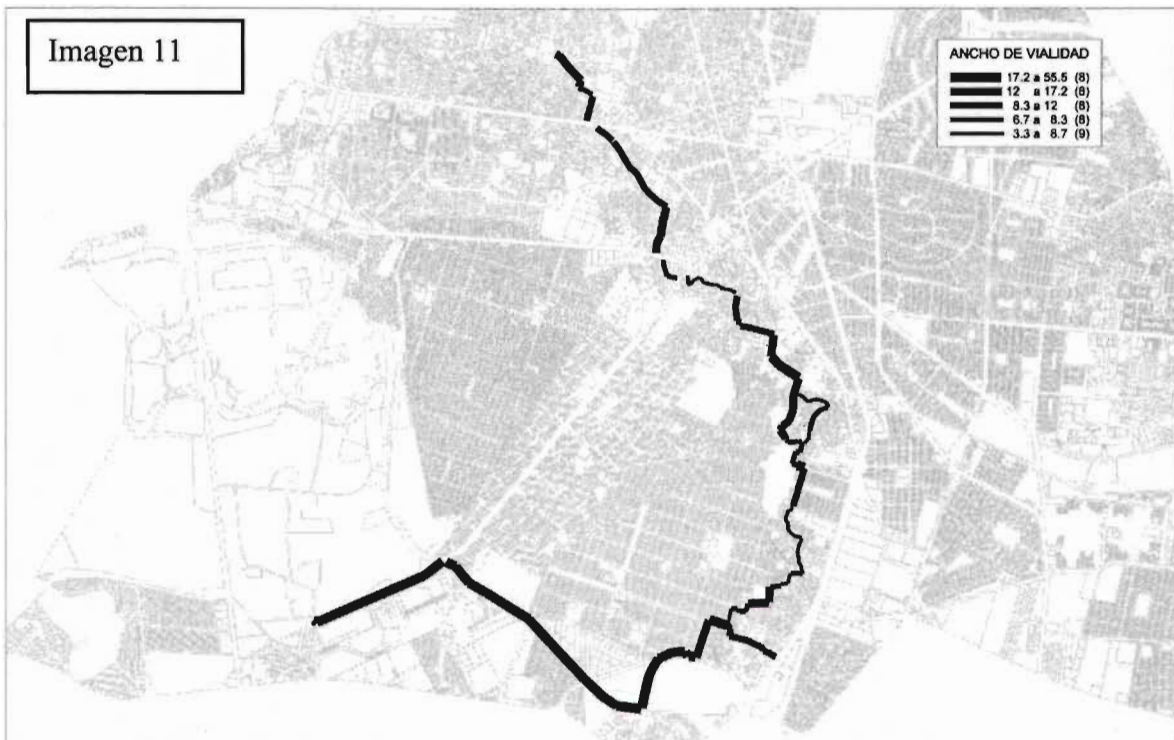 Imagen 11
ANCHO DE VIALIDAD
17.2 a 55.5 (8)
12 a 17.2 (8)
8.3 a 12 (8)
6.7 a 8.3 (8)
3.3 a 8.7 (9)